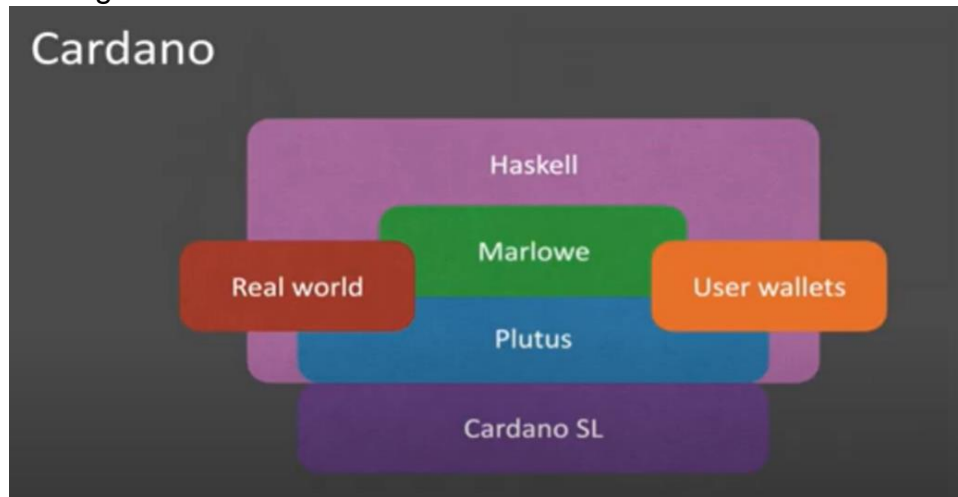 Cardano
Haskell
Marlowe
Real world
User wallets
Plutus
Cardano SL